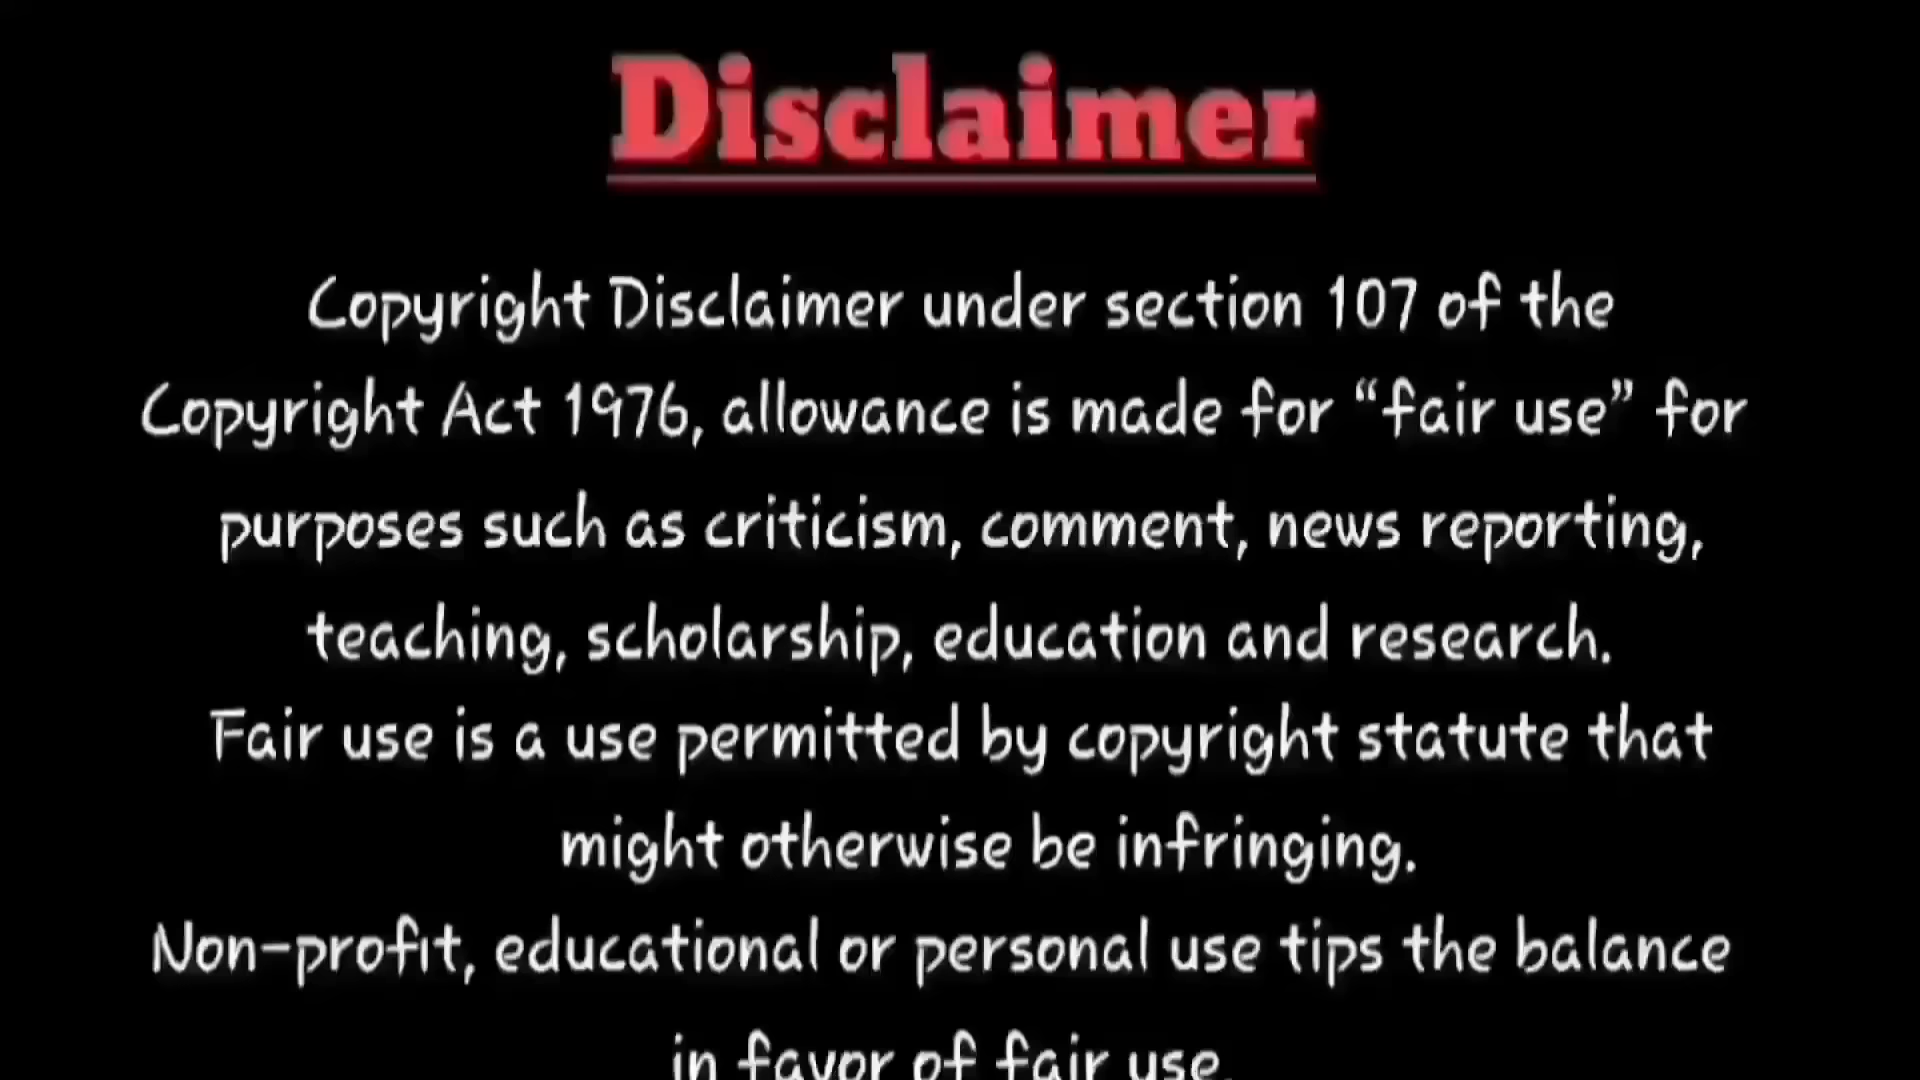 Disclaimer
Copyright Disclaimer under section 107 of the
Copyright Act 1976, allowance is made for “fair use” for
purposes such as criticism, comment, news reporting,
teaching, scholarship, education and research.
Fair use is a use permitted by copyright statute that
might otherwise be infringing.
Non-profit, educational or personal use tips the balance
in favor of fair use.